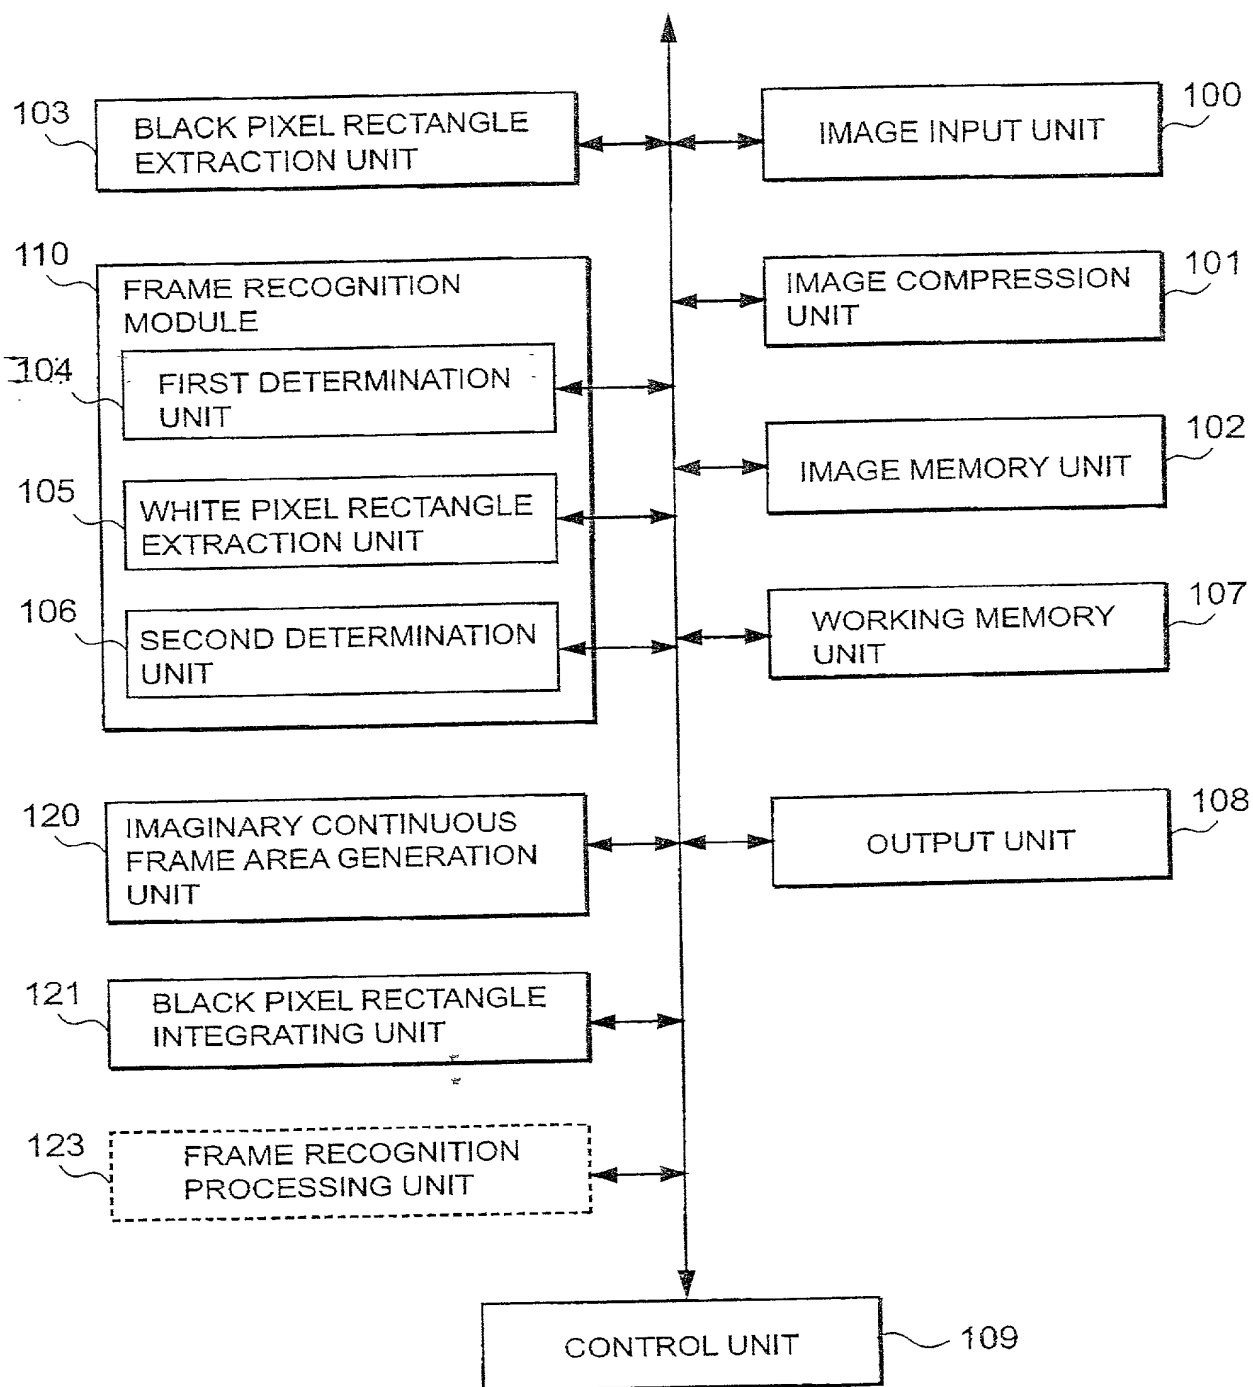 103
BLACK PIXEL RECTANGLE
EXTRACTION UNIT
100
IMAGE INPUT UNIT
110
FRAME RECOGNITION
MODULE
101
IMAGE COMPRESSION
UNIT
104
FIRST DETERMINATION
UNIT
102
IMAGE MEMORY UNIT
105
WHITE PIXEL RECTANGLE
EXTRACTION UNIT
106
SECOND DETERMINATION
UNIT
107
WORKING MEMORY
UNIT
120
IMAGINARY CONTINUOUS
FRAME AREA GENERATION
UNIT
108
OUTPUT UNIT
121
BLACK PIXEL RECTANGLE
INTEGRATING UNIT
123
FRAME RECOGNITION
PROCESSING UNIT
CONTROL UNIT
109